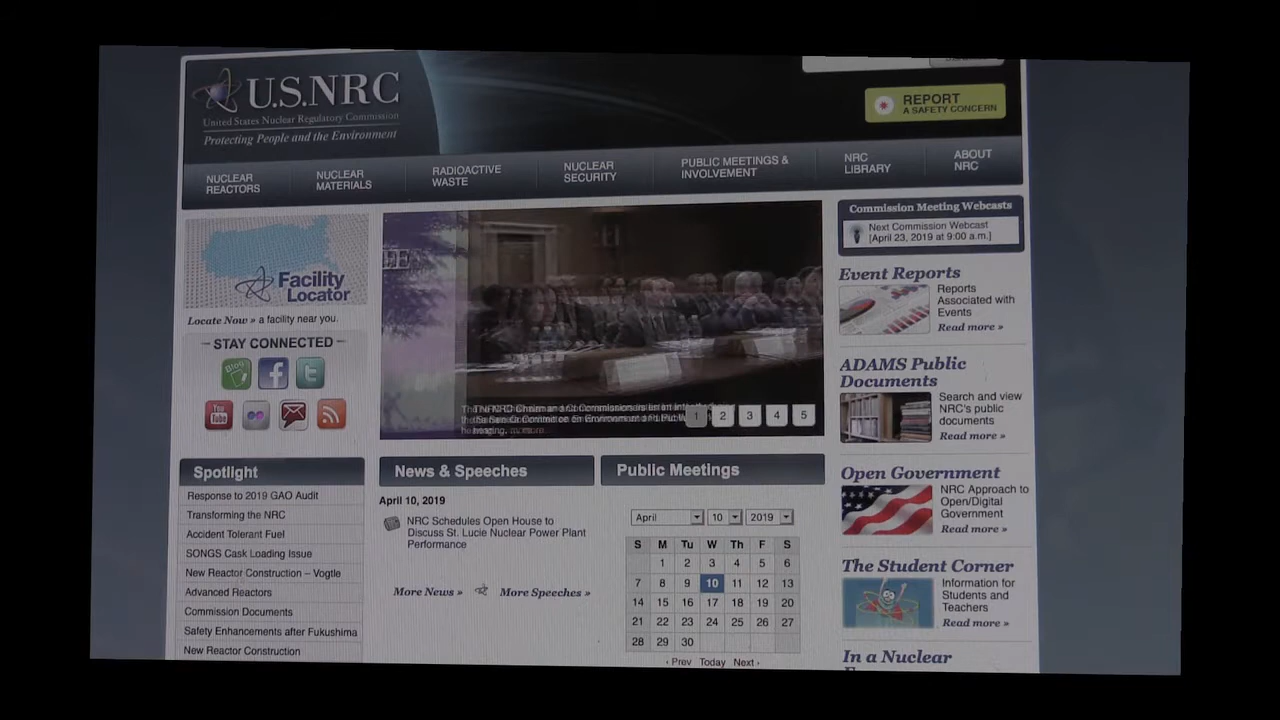 U.S.NRC
United States Nuclear Regulatory Commission
Protecting People and the Environment
REPORT
A SAFETY CONCERN
NUCLEAR
REACTORS
NUCLEAR
MATERIALS
RADIOACTIVE
WASTE
NUCLEAR
SECURITY
PUBLIC MEETINGS &
INVOLVEMENT
NRC
LIBRARY
ABOUT
NRC
Facility
Locator
Locate Now » a facility near you.
STAY CONNECTED
Blog
You
Tube
Spotlight
Response to 2019 GAO Audit
Transforming the NRC
Accident Tolerant Fuel
SONGS Cask Loading Issue
New Reactor Construction – Vogtle
Advanced Reactors
Commission Documents
Safety Enhancements after Fukushima
New Reactor Construction
1 2 3 4 5
News & Speeches
April 10, 2019
NRC Schedules Open House to
Discuss St. Lucie Nuclear Power Plant
Performance
More News » More Speeches »
Public Meetings
April 10 2019
S M Tu W Th F S
1 2 3 4 5 6
7 8 9 10 11 12 13
14 15 16 17 18 19 20
21 22 23 24 25 26 27
28 29 30
‹ Prev Today Next ›
Commission Meeting Webcasts
Next Commission Webcast
[April 23, 2019 at 9:00 a.m.]
Event Reports
Reports
Associated with
Events
Read more »
ADAMS Public
Documents
Search and view
NRC's public
documents
Read more »
Open Government
NRC Approach to
Open/Digital
Government
Read more »
The Student Corner
Information for
Students and
Teachers
Read more »
In a Nuclear